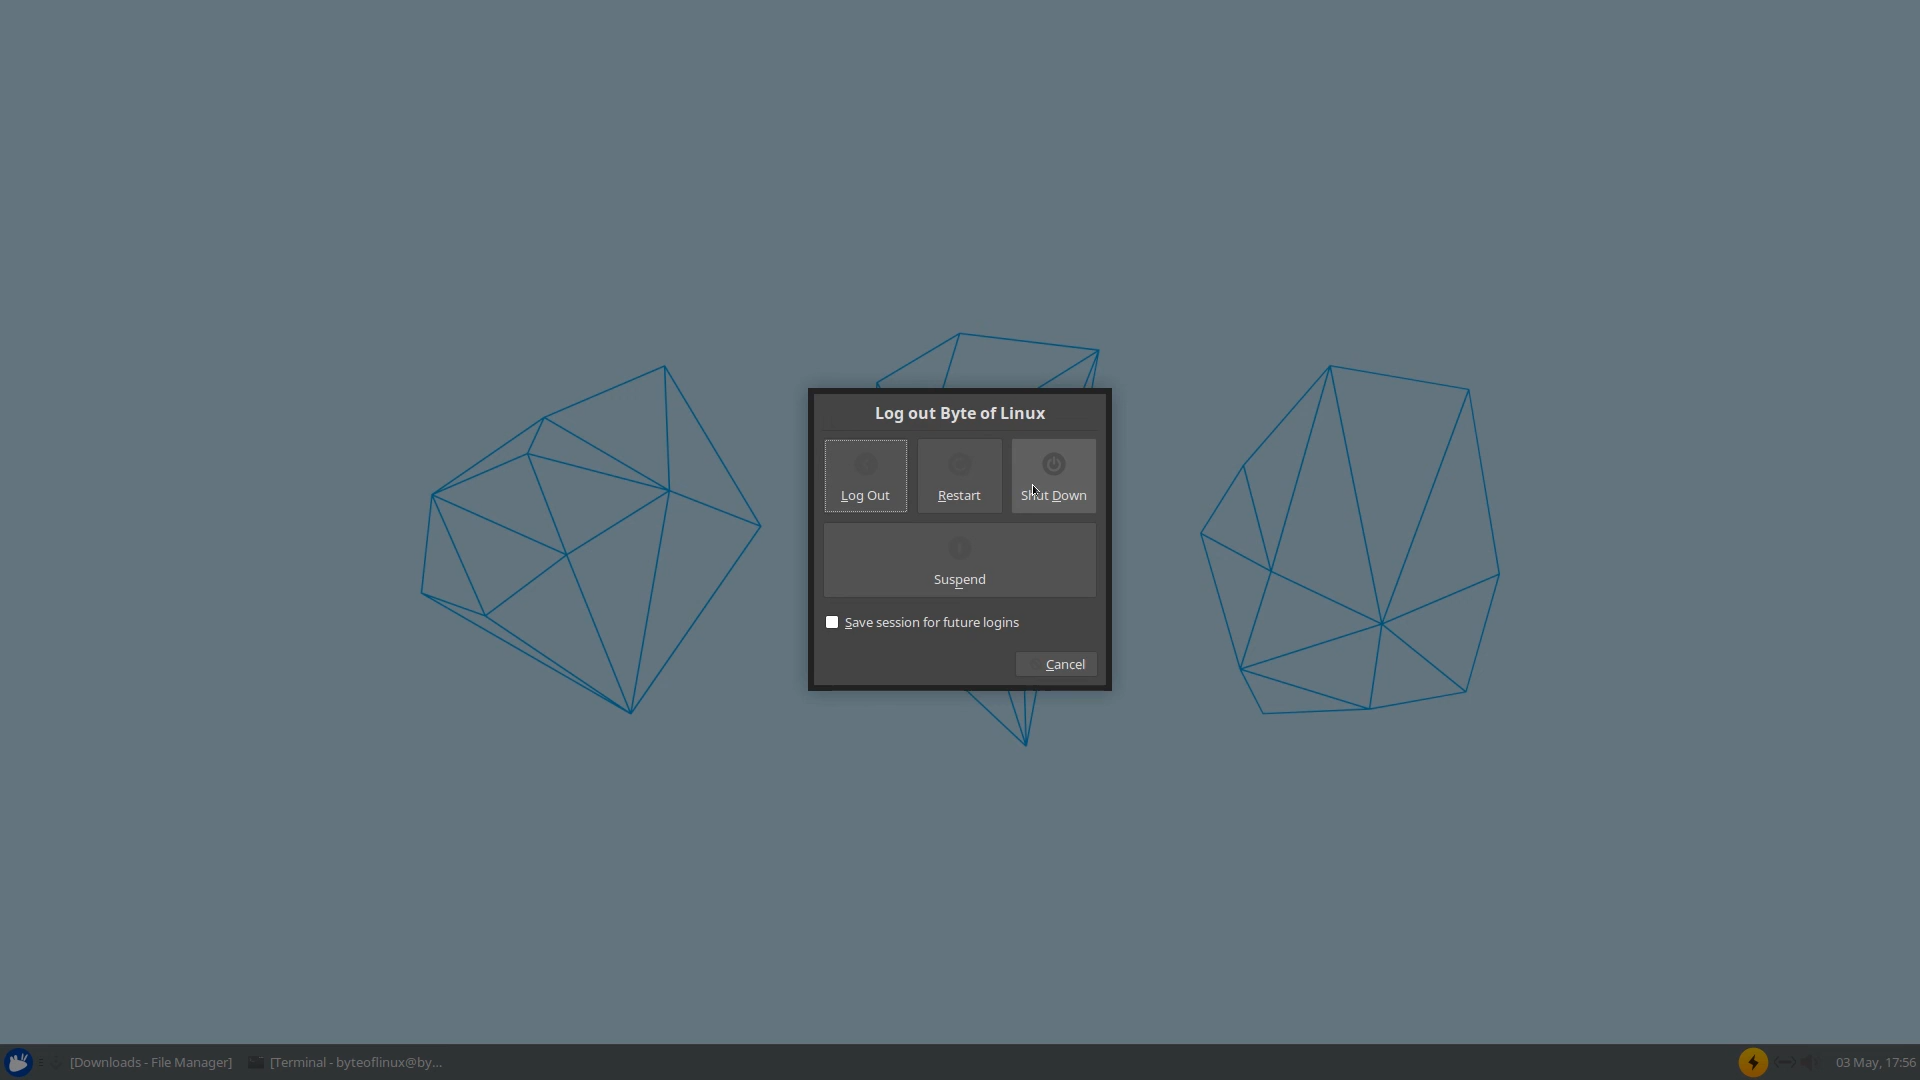 Log out Byte of Linux
Log Out
Restart
Shut Down
Suspend
Save session for future logins
Cancel
[Downloads - File Manager]
[Terminal - byteoflinux@by...
03 May, 17:56